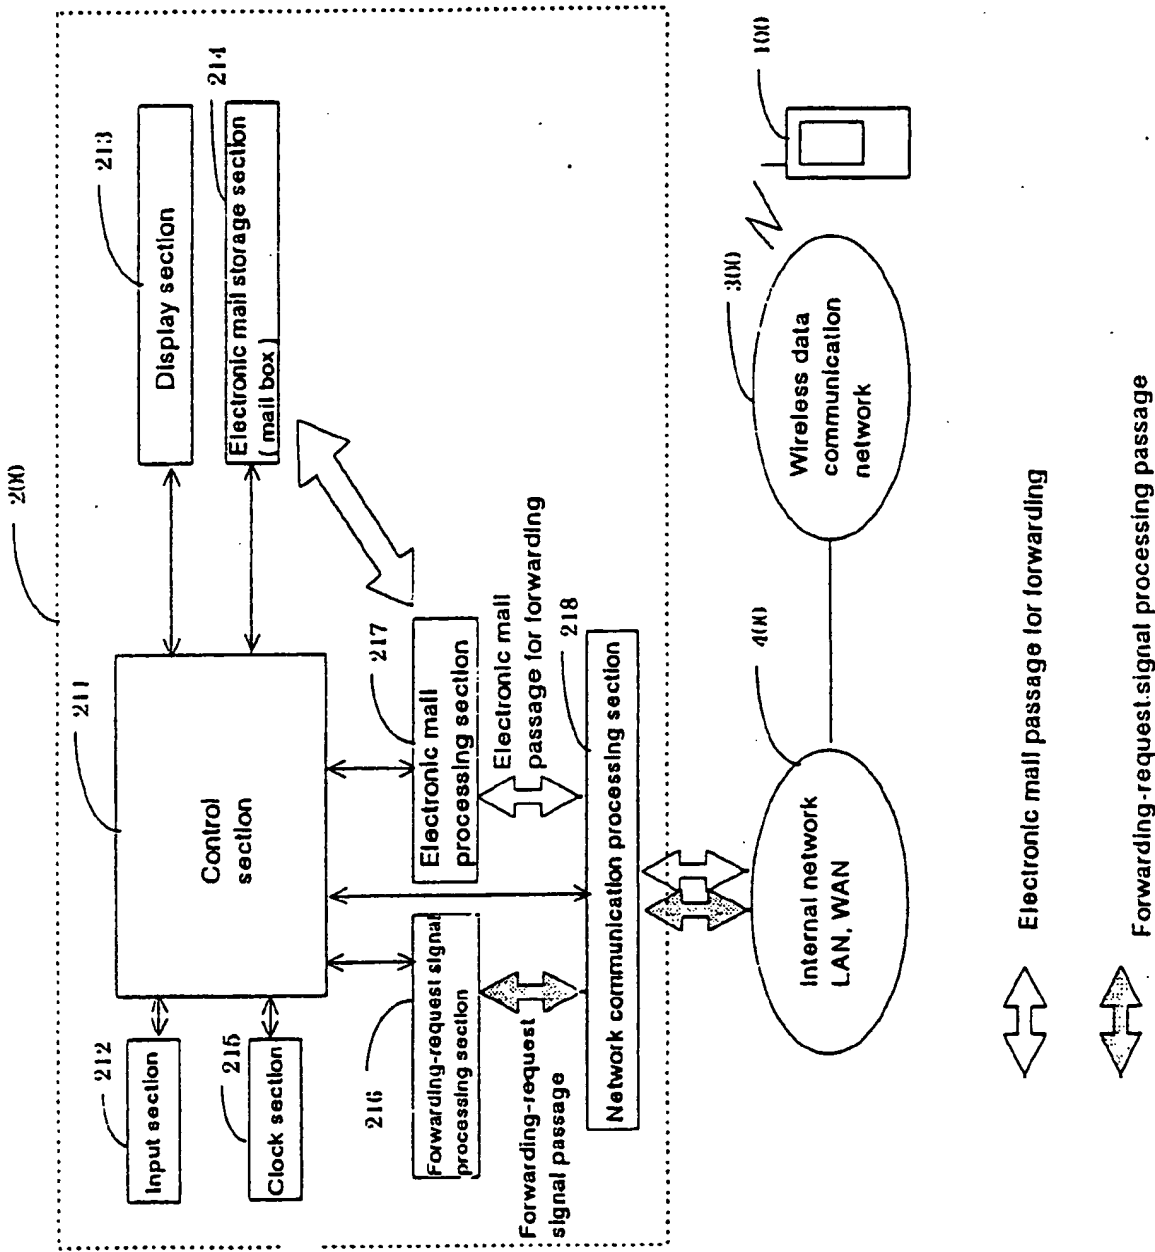 200
211
Control
section
212
Input section
215
Clock section
213
Display section
214
Electronic mail storage section
( mail box )
216
Forwarding-request signal
processing section
217
Electronic mail
processing section
Forwarding-request
signal passage
Electronic mail
passage for forwarding
218
Network communication processing section
400
Internal network
LAN, WAN
300
Wireless data
communication
network
100
Electronic mail passage for forwarding
Forwarding-request signal processing passage